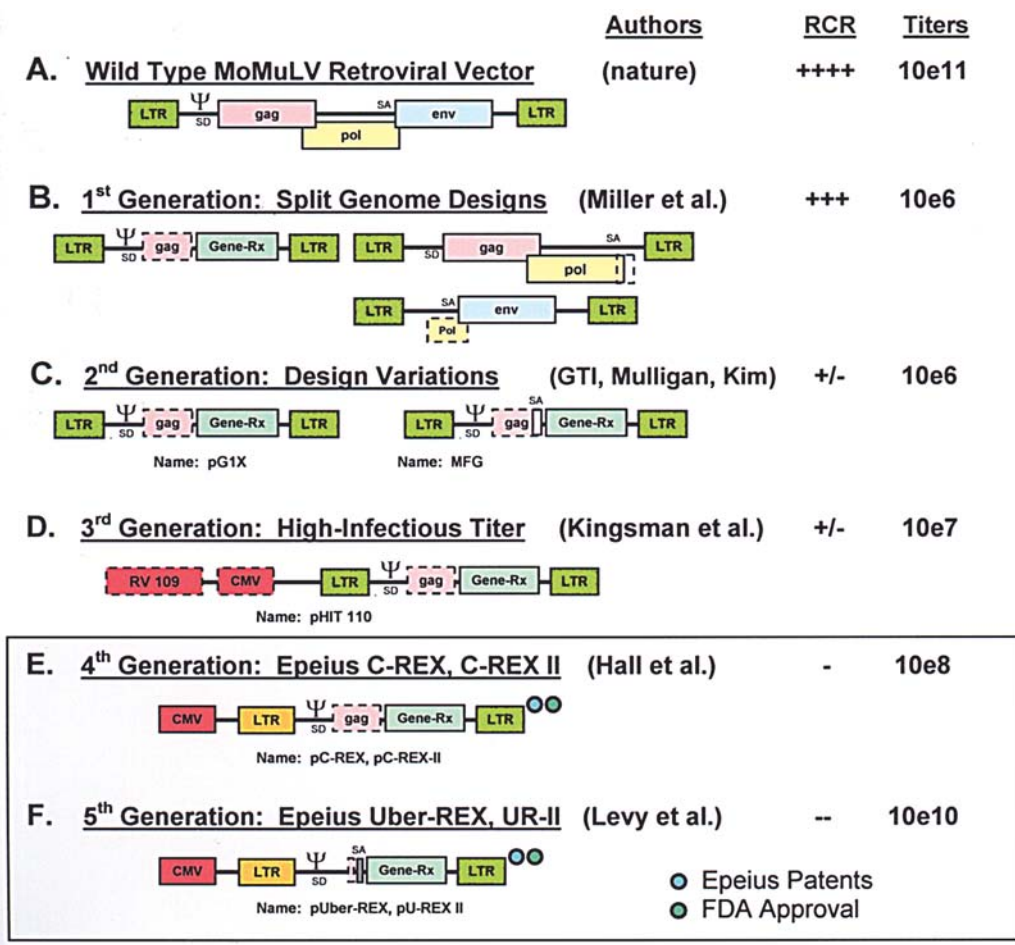 Authors RCR Titers
A. Wild Type MoMuLV Retroviral Vector (nature) ++++ 10e11
LTR Ψ SD gag SA env LTR
pol
B. 1st Generation: Split Genome Designs (Miller et al.) +++ 10e6
LTR Ψ SD gag Gene-Rx LTR LTR SD gag SA LTR
pol
LTR SA env LTR
Pol
C. 2nd Generation: Design Variations (GTI, Mulligan, Kim) +/- 10e6
LTR Ψ SD gag Gene-Rx LTR LTR Ψ SD gag SA Gene-Rx LTR
Name: pG1X Name: MFG
D. 3rd Generation: High-Infectious Titer (Kingsman et al.) +/- 10e7
RV 109 CMV LTR Ψ SD gag Gene-Rx LTR
Name: pHIT 110
E. 4th Generation: Epeius C-REX, C-REX II (Hall et al.) - 10e8
CMV LTR Ψ SD gag Gene-Rx LTR
Name: pC-REX, pC-REX-II
F. 5th Generation: Epeius Uber-REX, UR-II (Levy et al.) -- 10e10
CMV LTR Ψ SD SA Gene-Rx LTR
Name: pUber-REX, pU-REX II
Epeius Patents
FDA Approval